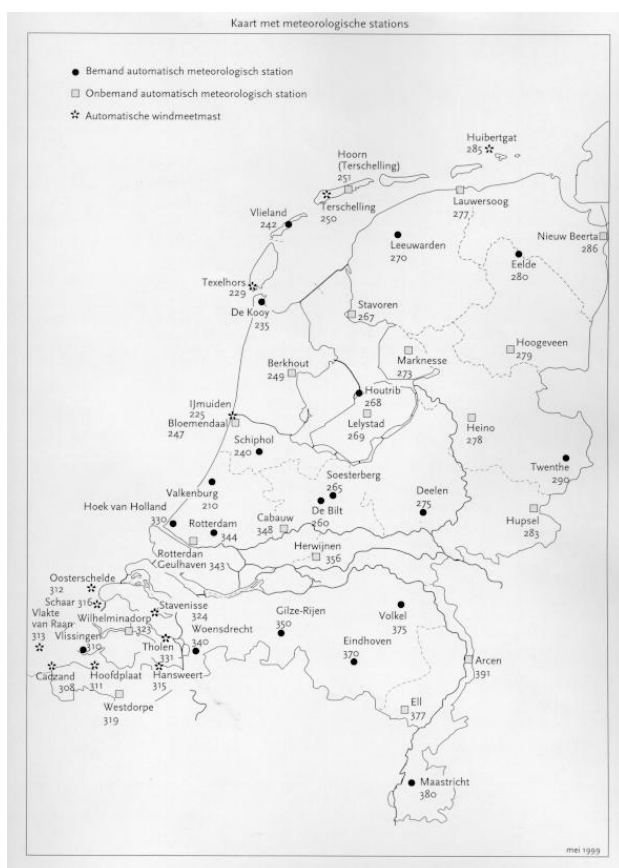 Kaart met meteorologische stations
Bemand automatisch meteorologisch station
Onbemand automatisch meteorologisch station
Automatische windmeetmast
Huibertgat
285
Hoorn
(Terschelling)
251
Terschelling
250
Lauwersoog
277
Vlieland
242
Leeuwarden
270
Nieuw Beerta
286
Eelde
280
Texelhors
229
De Kooy
235
Stavoren
267
Hoogeveen
279
Berkhout
249
Marknesse
273
Houtrib
268
IJmuiden
225
Bloemendaal
247
Lelystad
269
Heino
278
Schiphol
240
Twenthe
290
Soesterberg
265
Valkenburg
210
De Bilt
260
Deelen
275
Hoek van Holland
330
Rotterdam
344
Cabauw
348
Hupsel
283
Rotterdan
Geulhaven 343
Herwijnen
356
Oosterschelde
312
Schaar 316
Stavenisse
324
Vlakte
van Raan
313
Wilhelminadorp
323
Gilze-Rijen
350
Volkel
375
Vlissingen
310
Tholen
331
Woensdrecht
340
Eindhoven
370
Arcen
391
Cadzand
308
Hoofdplaat
311
Hansweert
315
Westdorpe
319
Ell
377
Maastricht
380
mei 1999